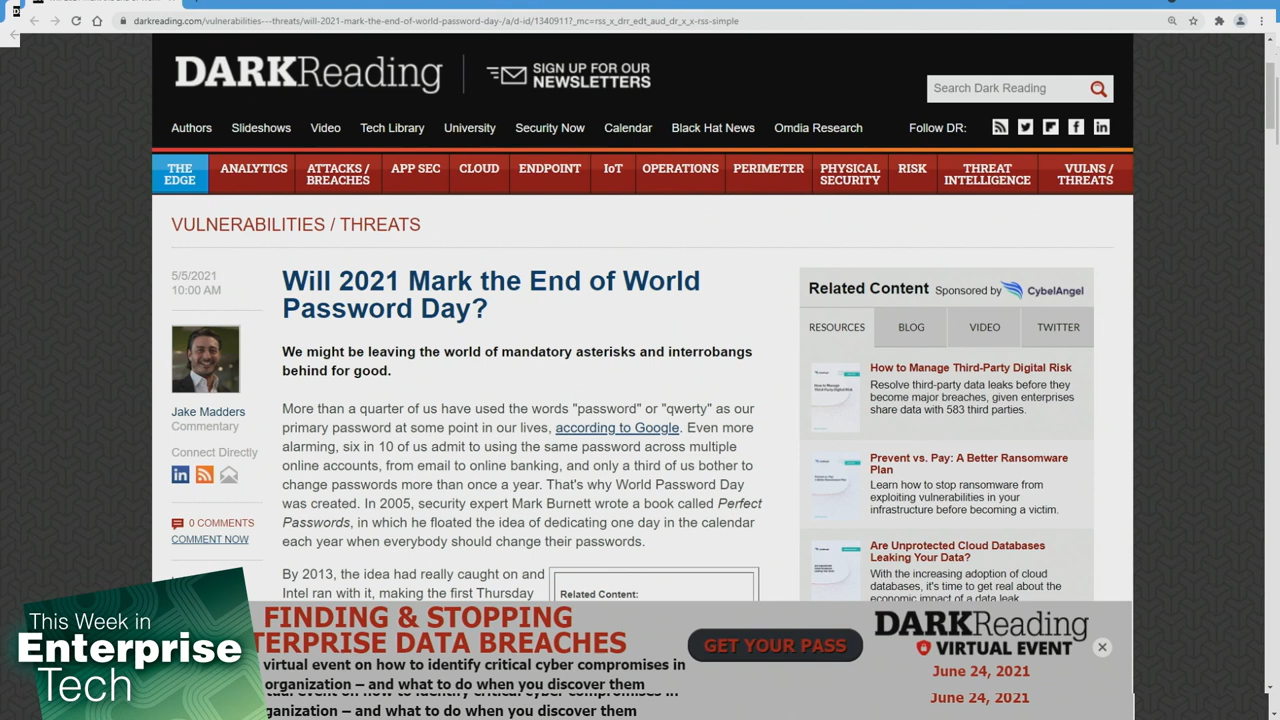 darkreading.com/vulnerabilities---threats/will-2021-mark-the-end-of-world-password-day-/a/d-id/1340911?_mc=rss_x_drr_edt_aud_dr_x_x-rss-simple
DARKReading
SIGN UP FOR OUR
NEWSLETTERS
Search Dark Reading
Authors Slideshows Video Tech Library University Security Now Calendar Black Hat News Omdia Research Follow DR:
THE EDGE
ANALYTICS
ATTACKS / BREACHES
APP SEC
CLOUD
ENDPOINT
IoT
OPERATIONS
PERIMETER
PHYSICAL SECURITY
RISK
THREAT INTELLIGENCE
VULNS / THREATS
VULNERABILITIES / THREATS
5/5/2021
10:00 AM
Jake Madders
Commentary
Connect Directly
0 COMMENTS
COMMENT NOW
Will 2021 Mark the End of World
Password Day?
We might be leaving the world of mandatory asterisks and interrobangs
behind for good.
More than a quarter of us have used the words "password" or "qwerty" as our
primary password at some point in our lives, according to Google. Even more
alarming, six in 10 of us admit to using the same password across multiple
online accounts, from email to online banking, and only a third of us bother to
change passwords more than once a year. That's why World Password Day
was created. In 2005, security expert Mark Burnett wrote a book called Perfect
Passwords, in which he floated the idea of dedicating one day in the calendar
each year when everybody should change their passwords.
By 2013, the idea had really caught on and
Intel ran with it, making the first Thursday
Related Content:
Related Content Sponsored by CybelAngel
RESOURCES BLOG VIDEO TWITTER
How to Manage Third-Party Digital Risk
Resolve third-party data leaks before they
become major breaches, given enterprises
share data with 583 third parties.
Prevent vs. Pay: A Better Ransomware
Plan
Learn how to stop ransomware from
exploiting vulnerabilities in your
infrastructure before becoming a victim.
Are Unprotected Cloud Databases
Leaking Your Data?
With the increasing adoption of cloud
databases, it's time to get real about the
economic impact of a data leak.
This Week in
Enterprise
Tech
FINDING & STOPPING
TERPRISE DATA BREACHES
virtual event on how to identify critical cyber compromises in
organization – and what to do when you discover them
tual event on how to identify critical cyber compromises in
ganization – and what to do when you discover them
GET YOUR PASS
DARKReading
VIRTUAL EVENT
June 24, 2021
June 24, 2021